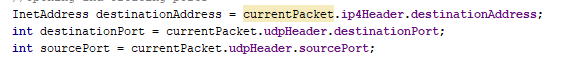 InetAddress destinationAddress = currentPacket.ip4Header.destinationAddress;
int destinationPort = currentPacket.udpHeader.destinationPort;
int sourcePort = currentPacket.udpHeader.sourcePort;